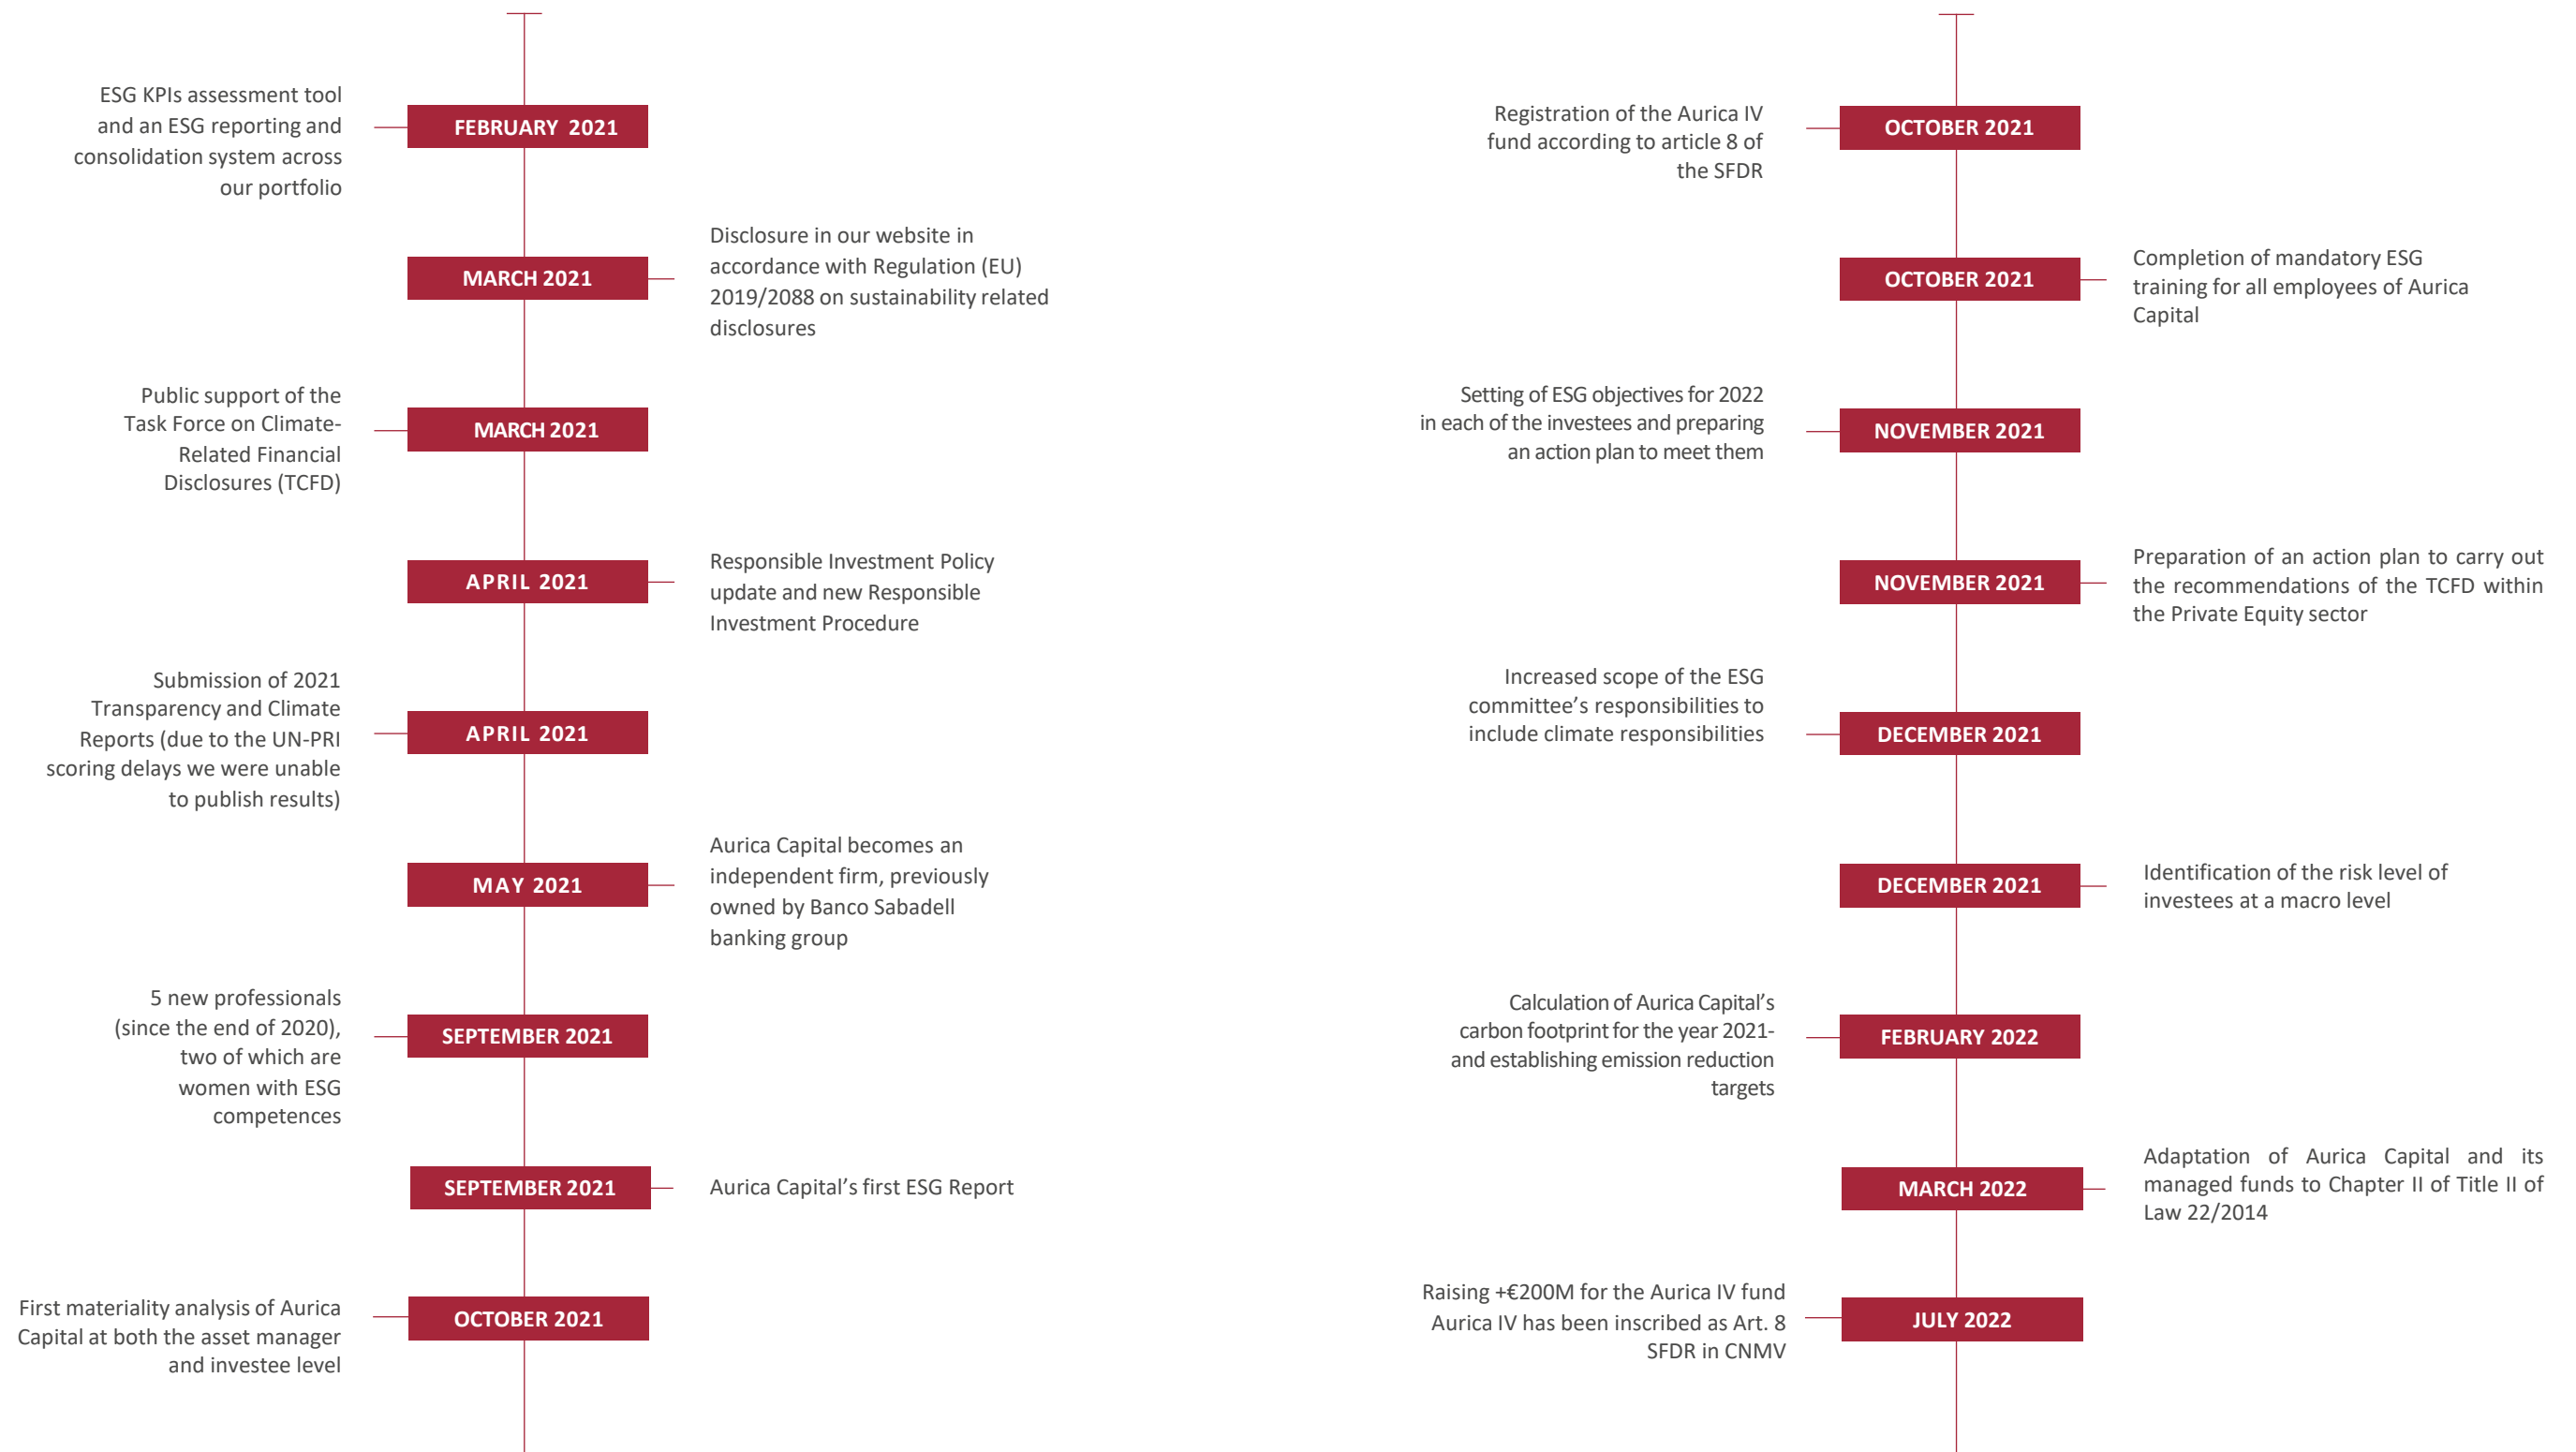 ESG KPIs assessment tool
and an ESG reporting and
consolidation system across
our portfolio
FEBRUARY 2021
MARCH 2021
Disclosure in our website in
accordance with Regulation (EU)
2019/2088 on sustainability related
disclosures
Public support of the
Task Force on Climate-
Related Financial
Disclosures (TCFD)
MARCH 2021
APRIL 2021
Responsible Investment Policy
update and new Responsible
Investment Procedure
Submission of 2021
Transparency and Climate
Reports (due to the UN-PRI
scoring delays we were unable
to publish results)
APRIL 2021
MAY 2021
Aurica Capital becomes an
independent firm, previously
owned by Banco Sabadell
banking group
5 new professionals
(since the end of 2020),
two of which are
women with ESG
competences
SEPTEMBER 2021
SEPTEMBER 2021
Aurica Capital’s first ESG Report
First materiality analysis of Aurica
Capital at both the asset manager
and investee level
OCTOBER 2021
Registration of the Aurica IV
fund according to article 8 of
the SFDR
OCTOBER 2021
OCTOBER 2021
Completion of mandatory ESG
training for all employees of Aurica
Capital
Setting of ESG objectives for 2022
in each of the investees and preparing
an action plan to meet them
NOVEMBER 2021
NOVEMBER 2021
Preparation of an action plan to carry out
the recommendations of the TCFD within
the Private Equity sector
Increased scope of the ESG
committee’s responsibilities to
include climate responsibilities
DECEMBER 2021
DECEMBER 2021
Identification of the risk level of
investees at a macro level
Calculation of Aurica Capital’s
carbon footprint for the year 2021-
and establishing emission reduction
targets
FEBRUARY 2022
MARCH 2022
Adaptation of Aurica Capital and its
managed funds to Chapter II of Title II of
Law 22/2014
Raising +€200M for the Aurica IV fund
Aurica IV has been inscribed as Art. 8
SFDR in CNMV
JULY 2022